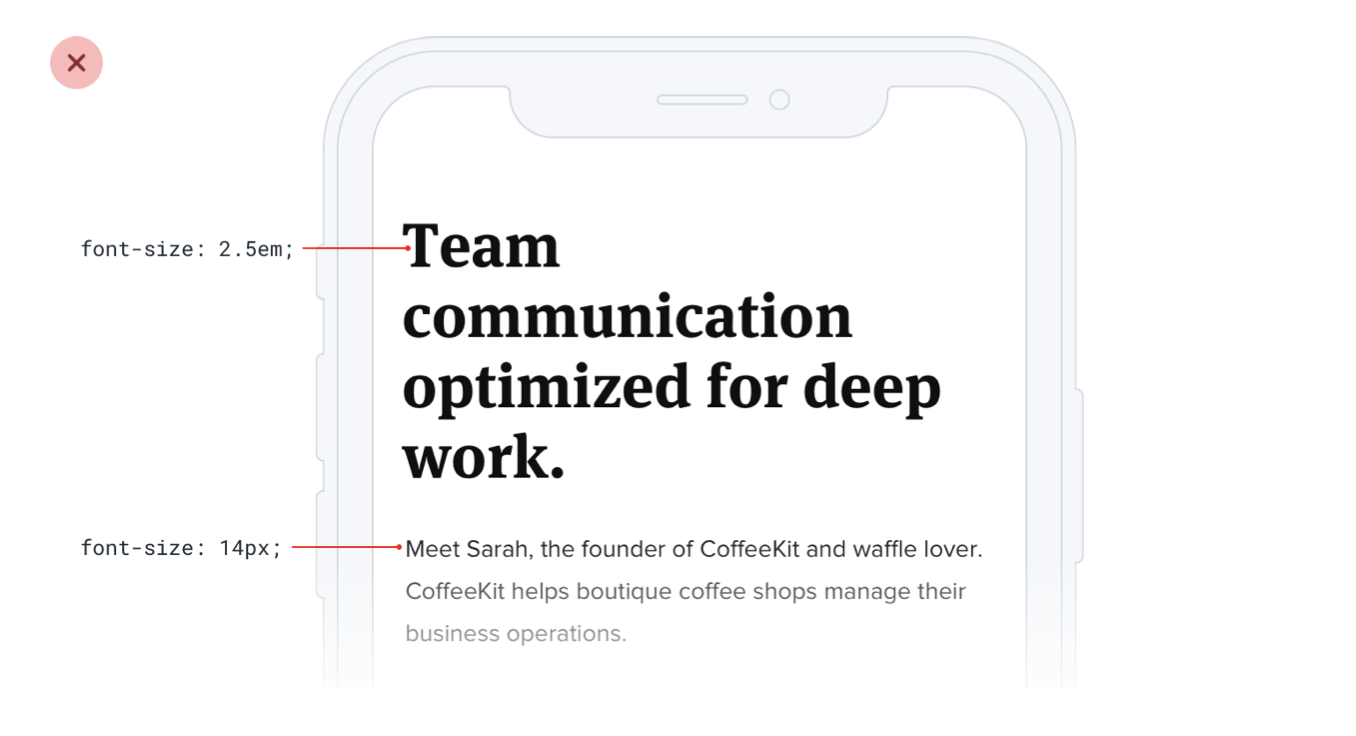 font-size: 2.5em;
Team
communication
optimized for deep
work.
font-size: 14px;
Meet Sarah, the founder of CoffeeKit and waffle lover.
CoffeeKit helps boutique coffee shops manage their
business operations.